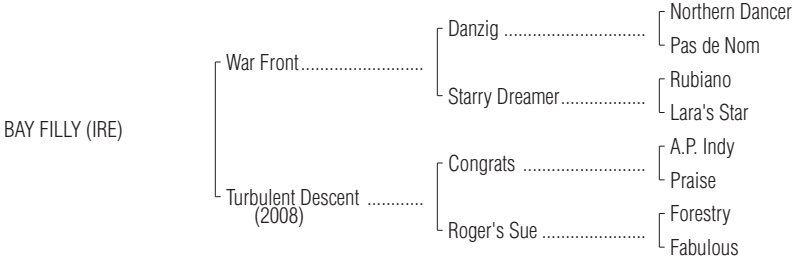 Northern Dancer
Danzig ..............................
Pas de Nom
War Front..........................
Rubiano
Starry Dreamer..................
Lara's Star
BAY FILLY (IRE)
A.P. Indy
Congrats ..........................
Praise
Turbulent Descent ............
(2008)
Forestry
Roger's Sue ......................
Fabulous